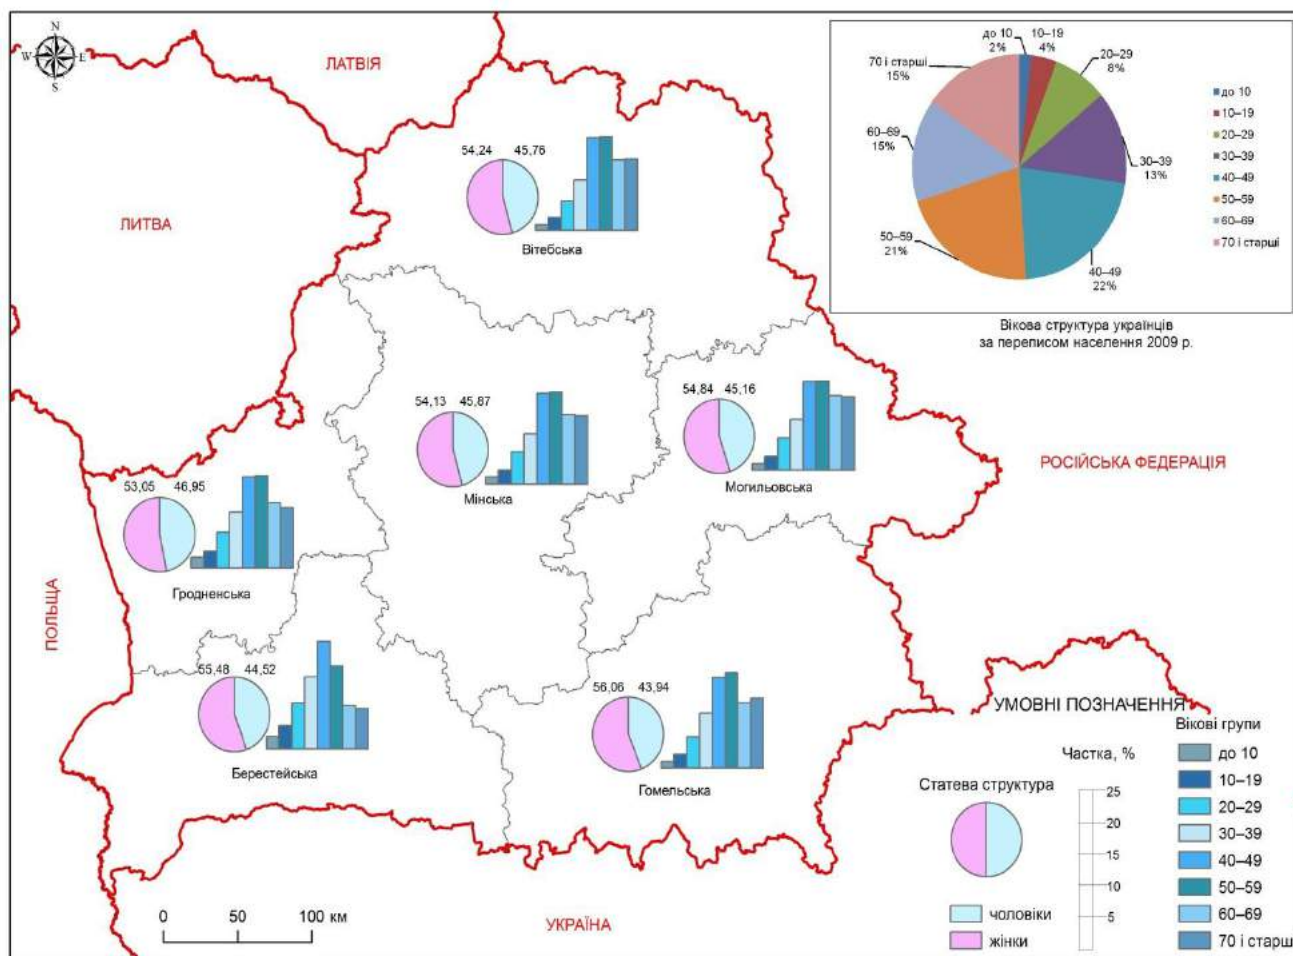 N
W
E
S
ЛАТВІЯ
ЛИТВА
ПОЛЬЩА
РОСІЙСЬКА ФЕДЕРАЦІЯ
УКРАЇНА
54,24 45,76
Вітебська
54,13 45,87
Мінська
54,84 45,16
Могильовська
53,05 46,95
Гродненська
55,48 44,52
Берестейська
56,06 43,94
Гомельська
0 50 100 км
до 10
2%
10–19
4%
20–29
8%
30–39
13%
40–49
22%
50–59
21%
60–69
15%
70 і старші
15%
до 10
10–19
20–29
30–39
40–49
50–59
60–69
70 і старші
Вікова структура українців
за переписом населення 2009 р.
УМОВНІ ПОЗНАЧЕННЯ
Статева структура
чоловіки
жінки
Частка, %
25
20
15
10
5
Вікові групи
до 10
10–19
20–29
30–39
40–49
50–59
60–69
70 і старші